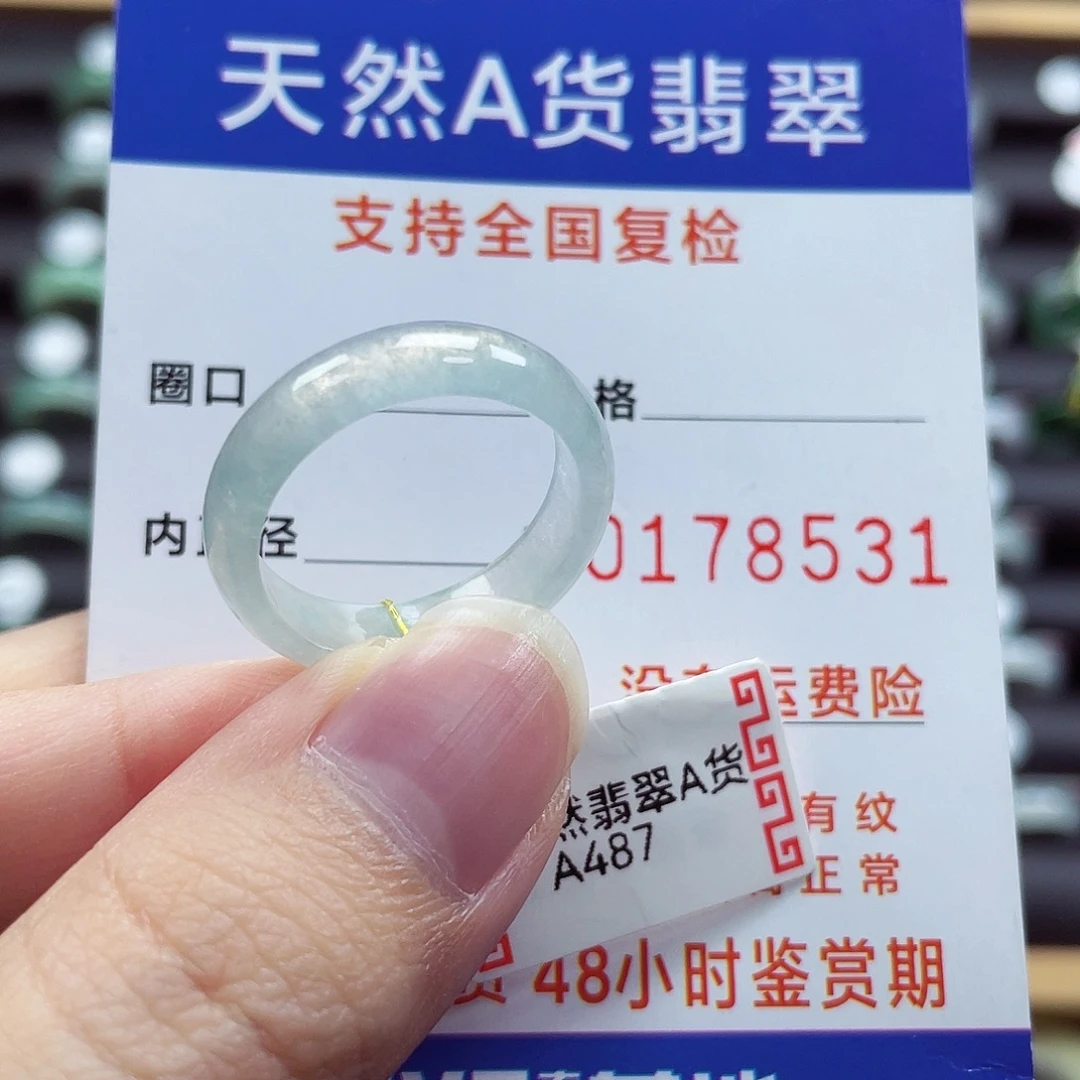 天然A货翡翠
支持全国复检
圈口
格
内 径
0178531
运费险
然翡翠A货
A487
有纹
正常
48小时鉴赏期